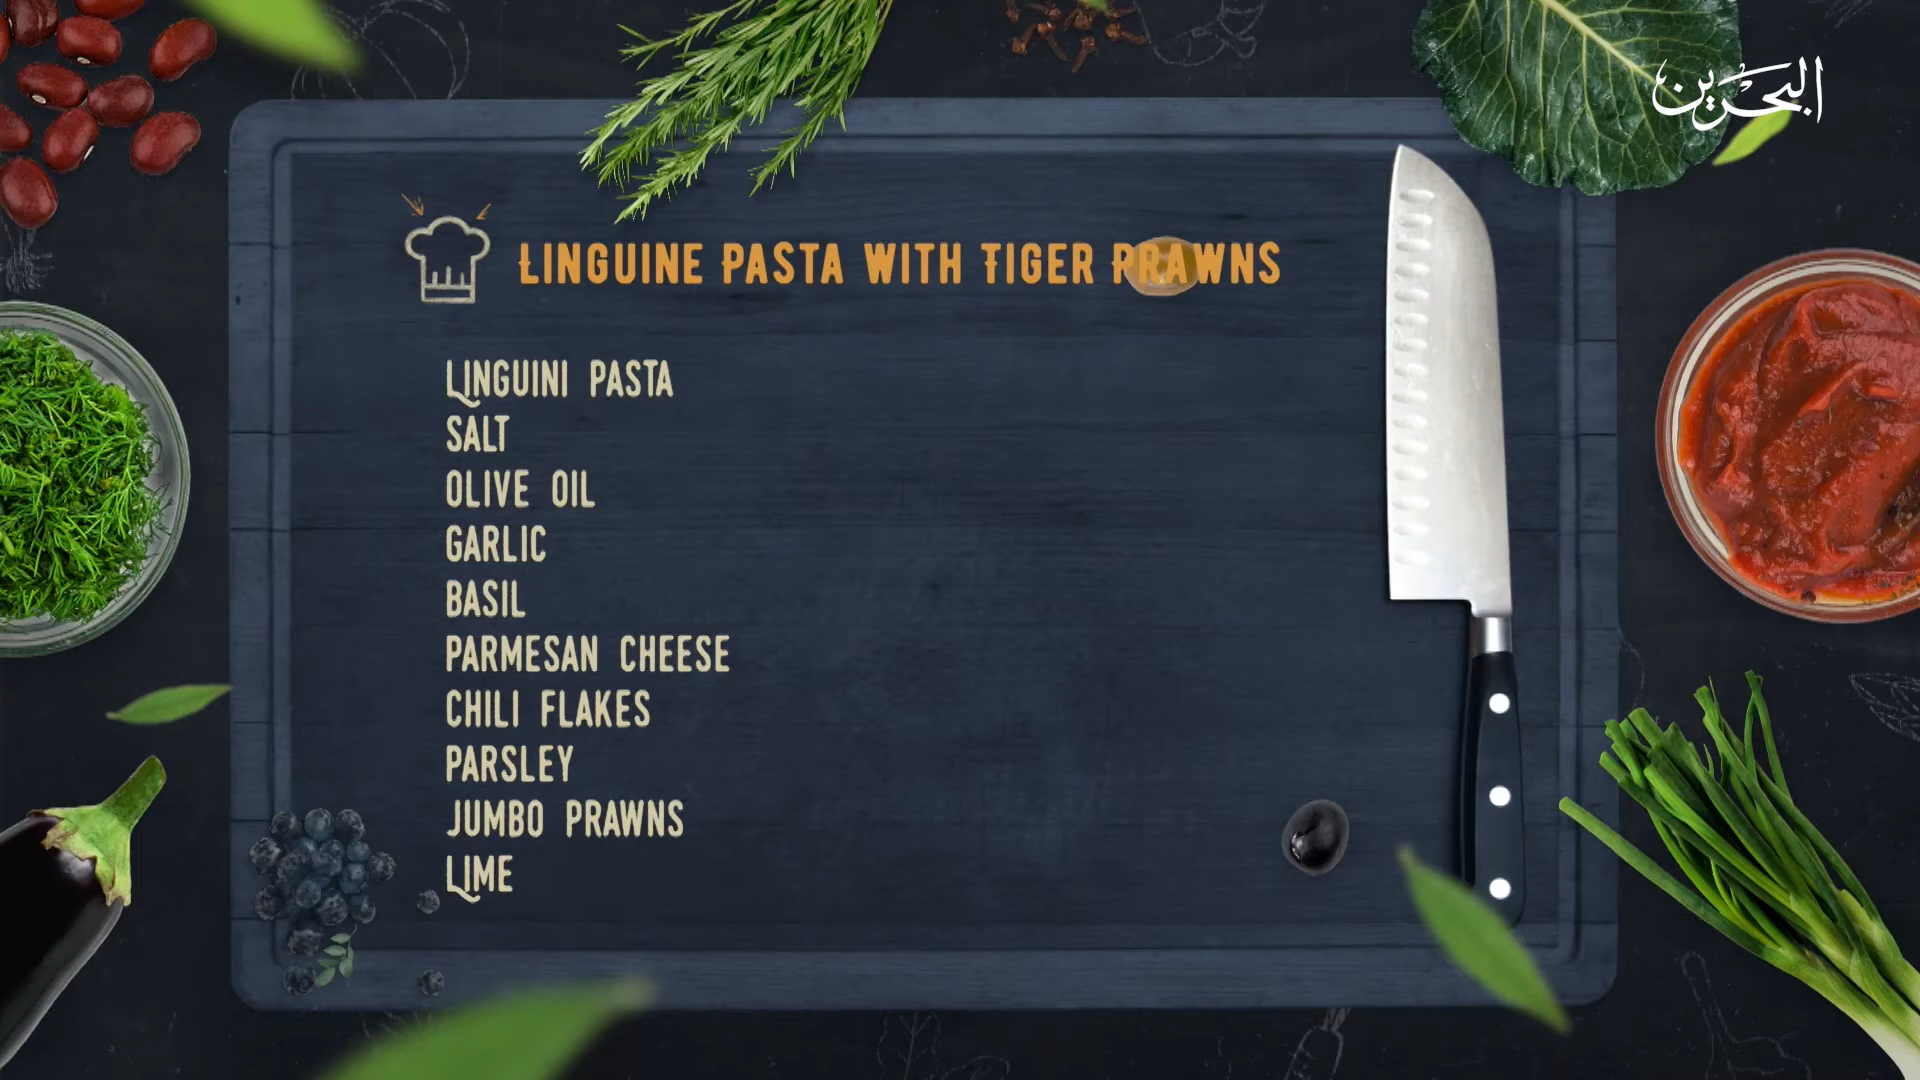 البحرين
LINGUINE PASTA WITH TIGER PRAWNS
LINGUINI PASTA
SALT
OLIVE OIL
GARLIC
BASIL
PARMESAN CHEESE
CHILI FLAKES
PARSLEY
JUMBO PRAWNS
LIME